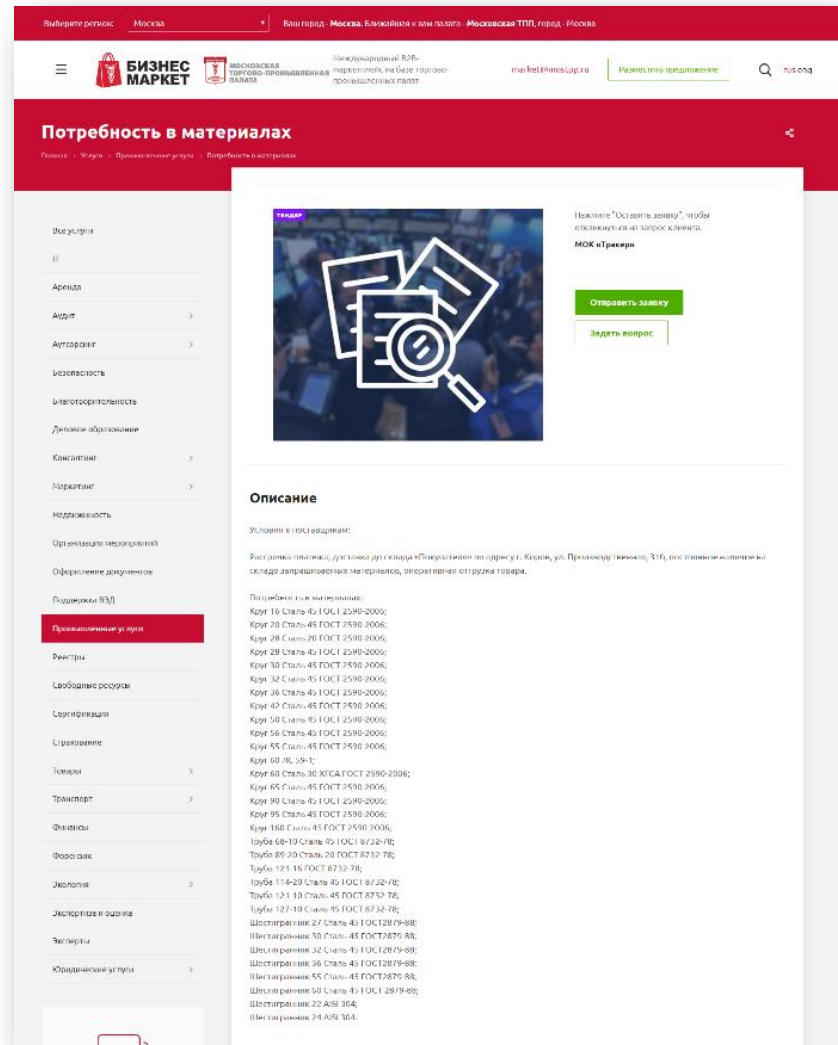 Выберите регион: Москва Ваш город - Москва. Ближайшая к вам палата - Московская ТПП, город - Москва
БИЗНЕС МАРКЕТ
МОСКОВСКАЯ ТОРГОВО-ПРОМЫШЛЕННАЯ ПАЛАТА
Международный B2B-
маркетплейс на базе торгово-
промышленных палат
market@mostpp.ru
Разместить предложение
rus eng
Потребность в материалах
Главная Услуги Промышленные услуги Потребность в материалах
Все услуги
IT
Аренда
Аудит
Аутсорсинг
Безопасность
Благотворительность
Деловое образование
Консалтинг
Маркетинг
Недвижимость
Организация мероприятий
Оформление документов
Поддержка ВЭД
Промышленные услуги
Реестры
Свободные ресурсы
Сертификация
Страхование
Товары
Транспорт
Финансы
Форензик
Экология
Экспертиза и оценка
Эксперты
Юридические услуги
ТЕНДЕР
Нажмите "Оставить заявку", чтобы
откликнуться на запрос клиента.
МОК «Тракер»
Отправить заявку
Задать вопрос
Описание
Условия к поставщикам:
Рассрочка платежа, доставка до склада «Покупателя» по адресу г. Киров, ул. Производственная, 31б, постоянное наличие на
складе запрашиваемых материалов, оперативная отгрузка товара.
Потребность в материалах:
Круг 16 Сталь 45 ГОСТ 2590-2006;
Круг 20 Сталь 45 ГОСТ 2590-2006;
Круг 28 Сталь 20 ГОСТ 2590-2006;
Круг 28 Сталь 45 ГОСТ 2590-2006;
Круг 30 Сталь 45 ГОСТ 2590-2006;
Круг 32 Сталь 45 ГОСТ 2590-2006;
Круг 36 Сталь 45 ГОСТ 2590-2006;
Круг 42 Сталь 45 ГОСТ 2590-2006;
Круг 50 Сталь 45 ГОСТ 2590-2006;
Круг 56 Сталь 45 ГОСТ 2590-2006;
Круг 55 Сталь 45 ГОСТ 2590-2006;
Круг 60 ЛС 59-1;
Круг 60 Сталь 30 ХГСА ГОСТ 2590-2006;
Круг 65 Сталь 45 ГОСТ 2590-2006;
Круг 90 Сталь 45 ГОСТ 2590-2006;
Круг 95 Сталь 45 ГОСТ 2590-2006;
Круг 160 Сталь 45 ГОСТ 2590-2006;
Труба 68-10 Сталь 45 ГОСТ 8732-78;
Труба 89-20 Сталь 20 ГОСТ 8732-78;
Труба 121-16 ГОСТ 8732-78;
Труба 114-20 Сталь 45 ГОСТ 8732-78;
Труба 121-10 Сталь 45 ГОСТ 8732-78;
Труба 127-10 Сталь 45 ГОСТ 8732-78;
Шестигранник 27 Сталь 45 ГОСТ2879-88;
Шестигранник 30 Сталь 45 ГОСТ2879-88;
Шестигранник 32 Сталь 45 ГОСТ2879-88;
Шестигранник 36 Сталь 45 ГОСТ2879-88;
Шестигранник 55 Сталь 45 ГОСТ2879-88;
Шестигранник 60 Сталь 45 ГОСТ 2879-88;
Шестигранник 22 AISI 304;
Шестигранник 24 AISI 304.